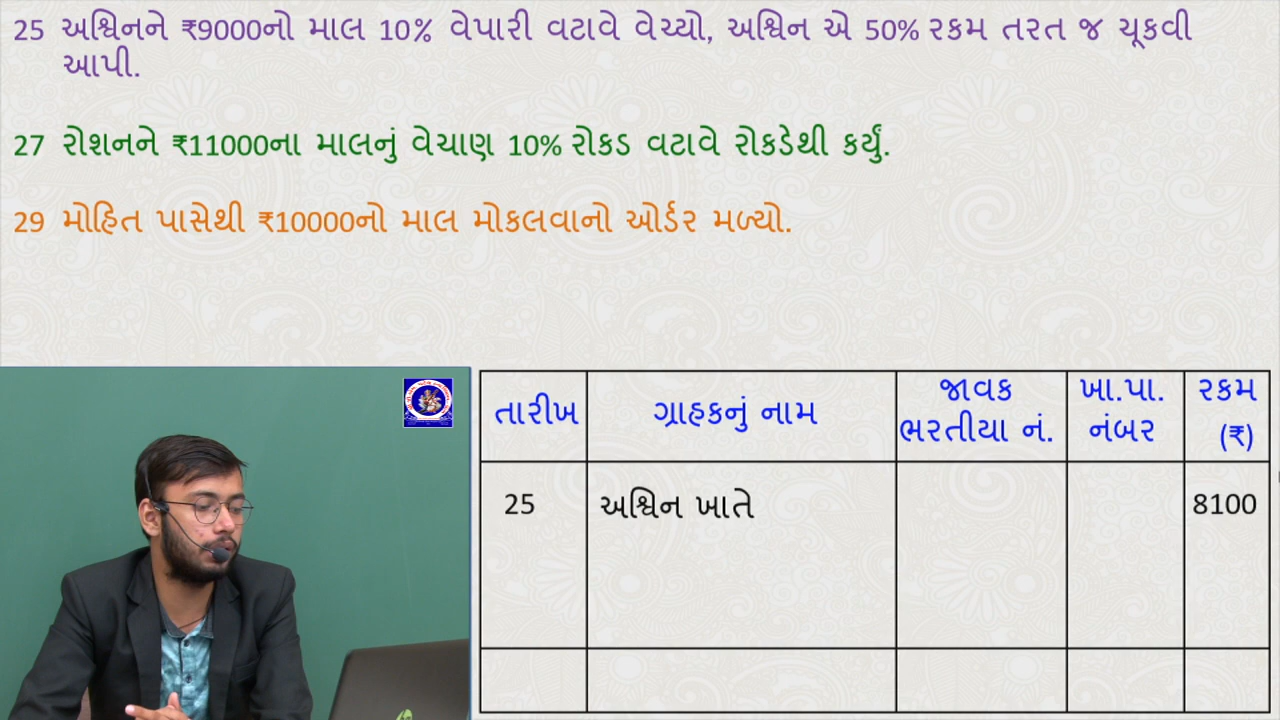 25 અશ્વિનને ₹9000નો માલ 10% વેપારી વટાવે વેચ્યો, અશ્વિન એ 50% રકમ તરત જ ચૂકવી
આપી.
27 રોશનને ₹11000ના માલનું વેચાણ 10% રોકડ વટાવે રોકડેથી કર્યું.
29 મોહિત પાસેથી ₹10000નો માલ મોકલવાનો ઓર્ડર મળ્યો.
તારીખ ગ્રાહકનું નામ જાવક ભરતીયા નં. ખા.પા. નંબર રકમ (₹)
25 અશ્વિન ખાતે 8100